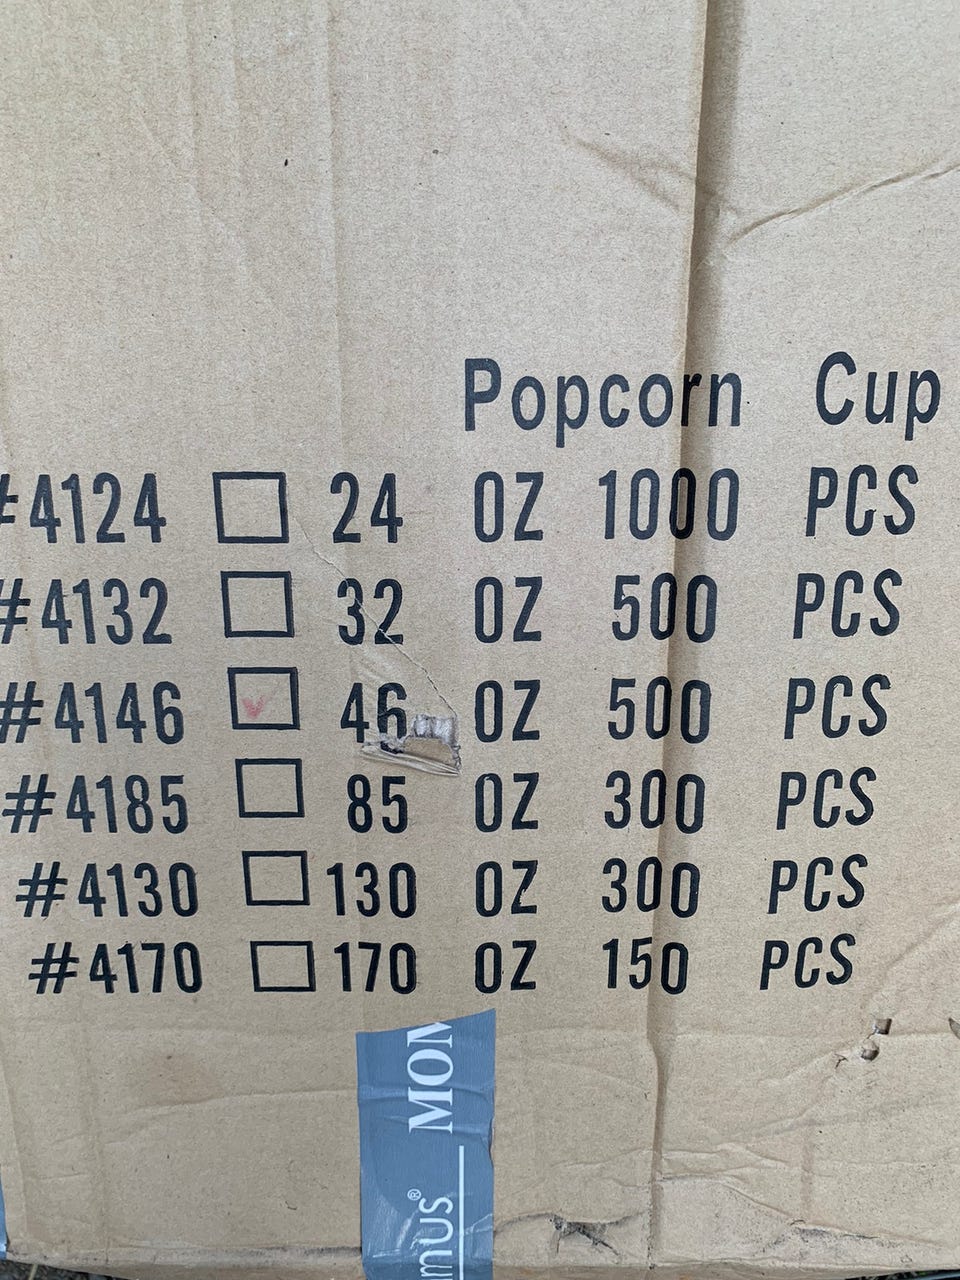 Popcorn Cup
#4124 24 OZ 1000 PCS
#4132 32 OZ 500 PCS
#4146 46 OZ 500 PCS
#4185 85 OZ 300 PCS
#4130 130 OZ 300 PCS
#4170 170 OZ 150 PCS